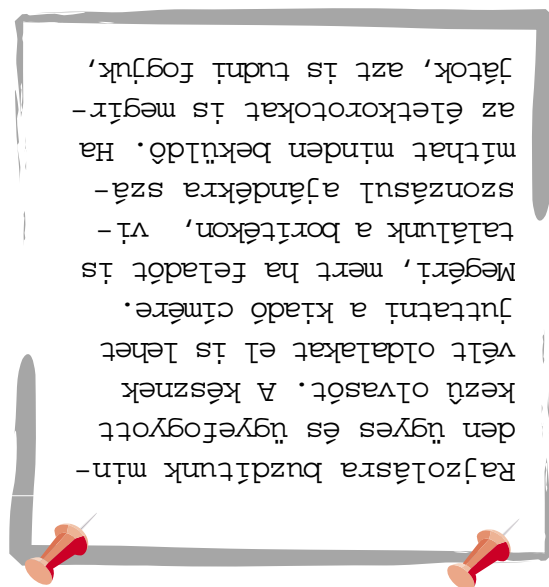 Rajzolásra buzdítunk min-
den ügyes és ügyefogyott
kezû olvasót. A késznek
vélt oldalakat el is lehet
juttatni a kiadó címére.
Megéri, mert ha feladót is
találunk a borítékon, vi-
szonzásul ajándékra szá-
míthat minden beküldô. Ha
az életkorotokat is megír-
játok, azt is tudni fogjuk,